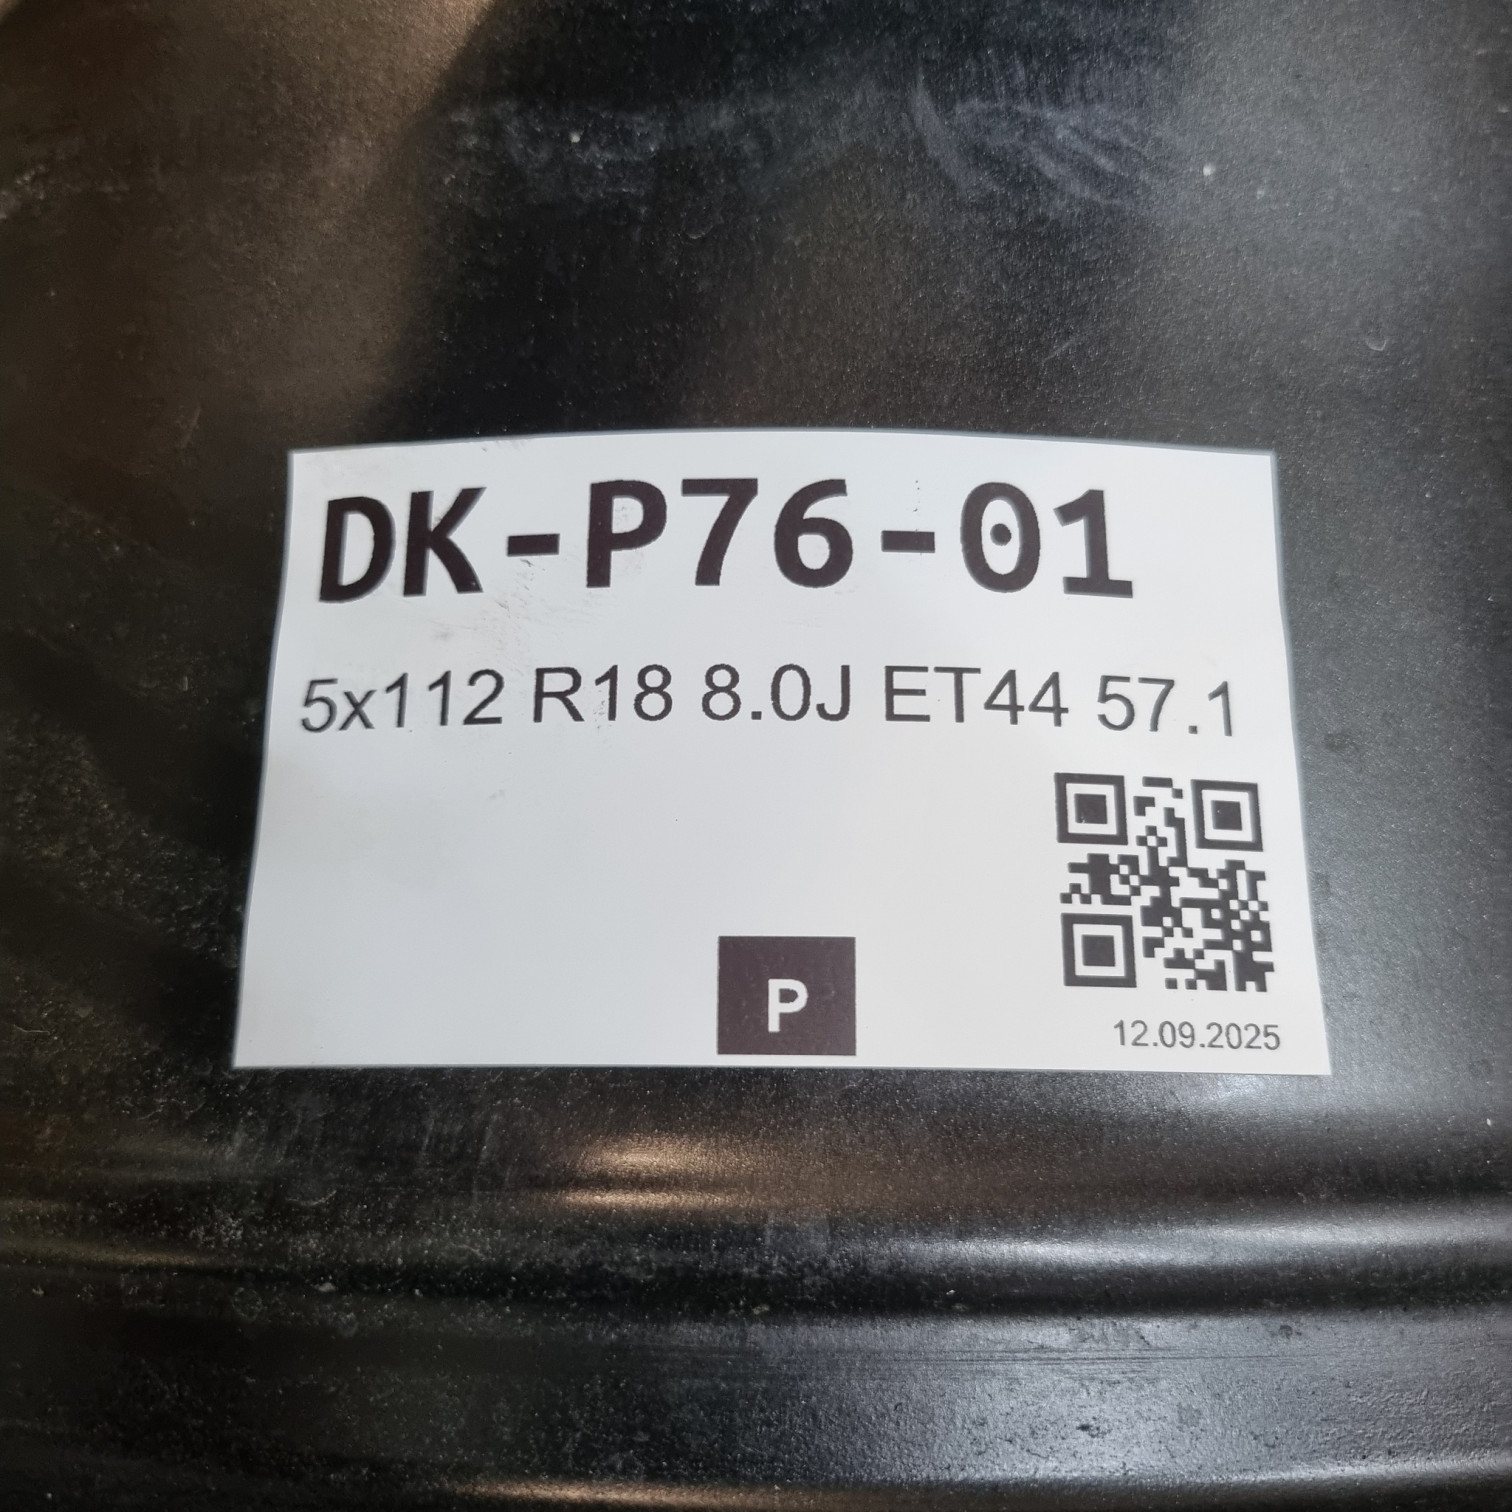 DK-P76-01
5x112 R18 8.0J ET44 57.1
P
12.09.2025